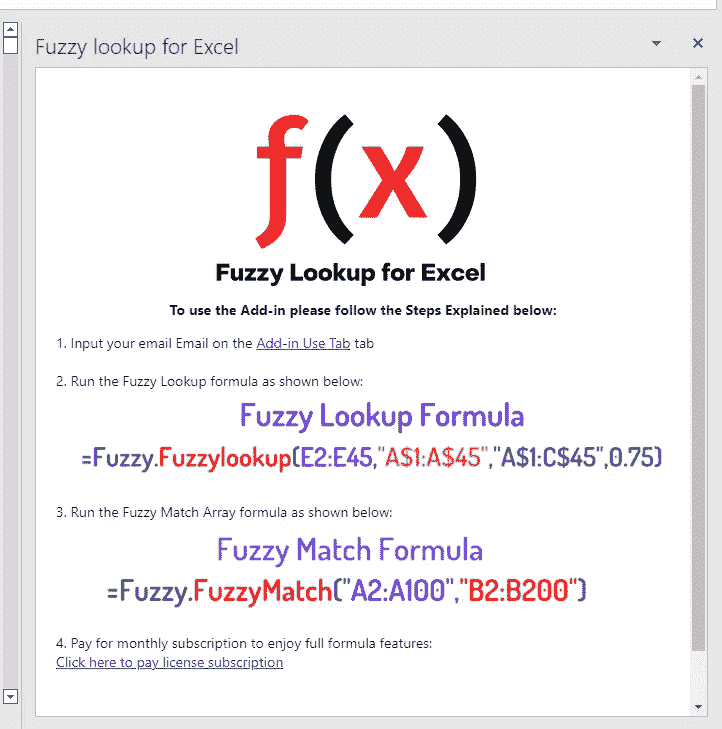 Fuzzy lookup for Excel
f(x)
Fuzzy Lookup for Excel
To use the Add-in please follow the Steps Explained below:
1. Input your email Email on the Add-in Use Tab tab
2. Run the Fuzzy Lookup formula as shown below:
Fuzzy Lookup Formula
=Fuzzy.Fuzzylookup(E2:E45,"A$1:A$45","A$1:C$45",0.75)
3. Run the Fuzzy Match Array formula as shown below:
Fuzzy Match Formula
=Fuzzy.FuzzyMatch("A2:A100","B2:B200")
4. Pay for monthly subscription to enjoy full formula features:
Click here to pay license subscription